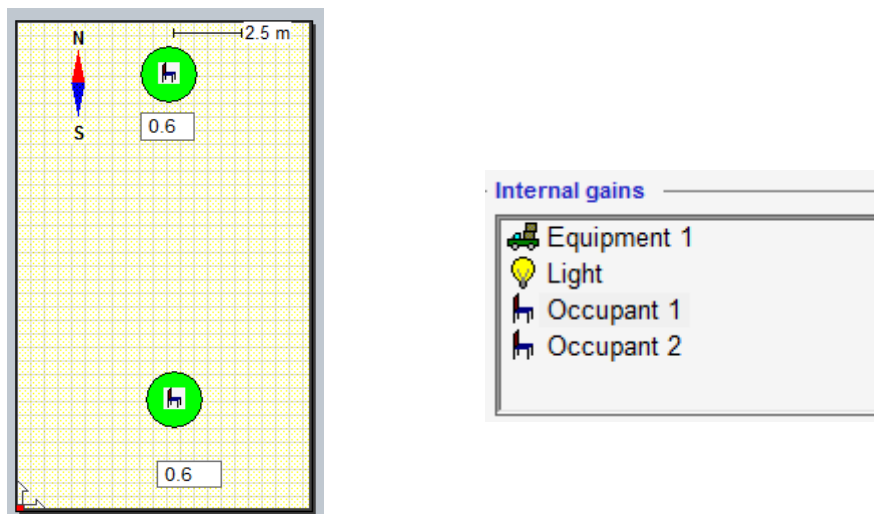 N
2.5 m
S
0.6
0.6
Internal gains
Equipment 1
Light
Occupant 1
Occupant 2